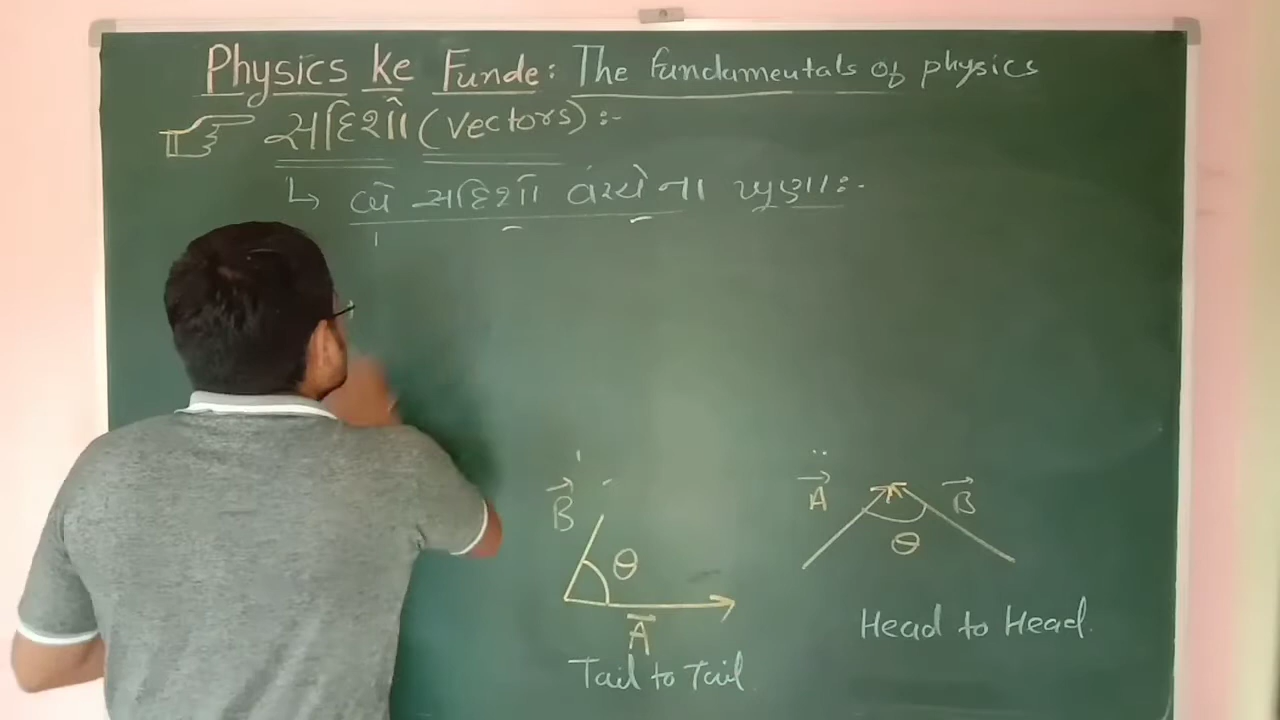 Physics ke Funde: The fundamentals of physics
સદિશો (Vectors) :-
↳ બે સદિશો વચ્ચેના ખુણા :-
B θ A
Tail to Tail
A θ B
Head to Head.